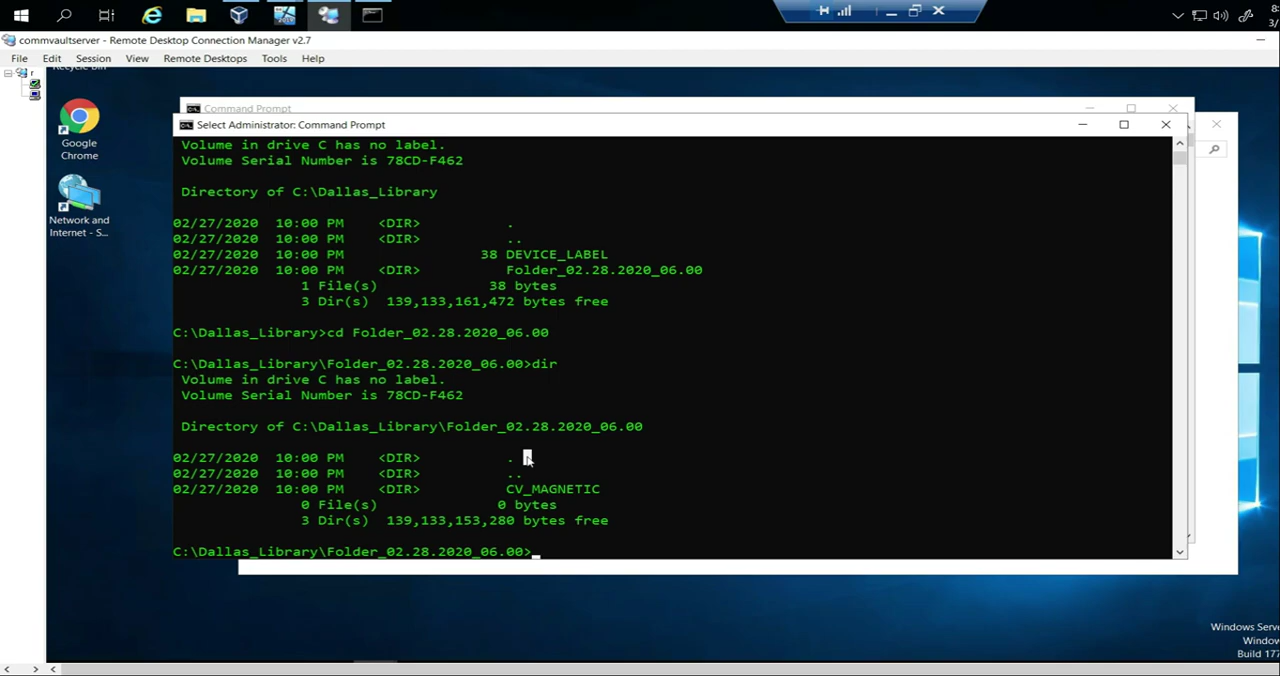 8:
3/
commvaultserver - Remote Desktop Connection Manager v2.7
File Edit Session View Remote Desktops Tools Help
r
Google
Chrome
Network and
Internet - S...
Command Prompt
Select Administrator: Command Prompt
Volume in drive C has no label.
Volume Serial Number is 78CD-F462
Directory of C:\Dallas_Library
02/27/2020 10:00 PM <DIR> .
02/27/2020 10:00 PM <DIR> ..
02/27/2020 10:00 PM 38 DEVICE_LABEL
02/27/2020 10:00 PM <DIR> Folder_02.28.2020_06.00
1 File(s) 38 bytes
3 Dir(s) 139,133,161,472 bytes free
C:\Dallas_Library>cd Folder_02.28.2020_06.00
C:\Dallas_Library\Folder_02.28.2020_06.00>dir
Volume in drive C has no label.
Volume Serial Number is 78CD-F462
Directory of C:\Dallas_Library\Folder_02.28.2020_06.00
02/27/2020 10:00 PM <DIR> .
02/27/2020 10:00 PM <DIR> ..
02/27/2020 10:00 PM <DIR> CV_MAGNETIC
0 File(s) 0 bytes
3 Dir(s) 139,133,153,280 bytes free
C:\Dallas_Library\Folder_02.28.2020_06.00>
Windows Serve
Window
Build 177